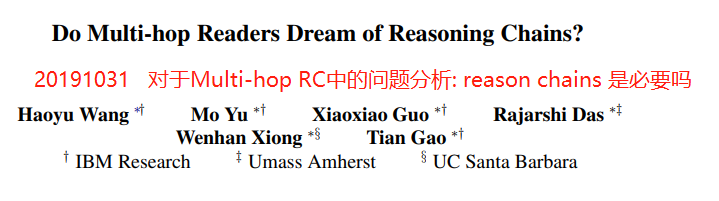 Do Multi-hop Readers Dream of Reasoning Chains?
20191031 对于Multi-hop RC中的问题分析: reason chains 是必要吗
Haoyu Wang *† Mo Yu *† Xiaoxiao Guo *† Rajarshi Das *‡
Wenhan Xiong *§ Tian Gao *†
† IBM Research ‡ Umass Amherst § UC Santa Barbara